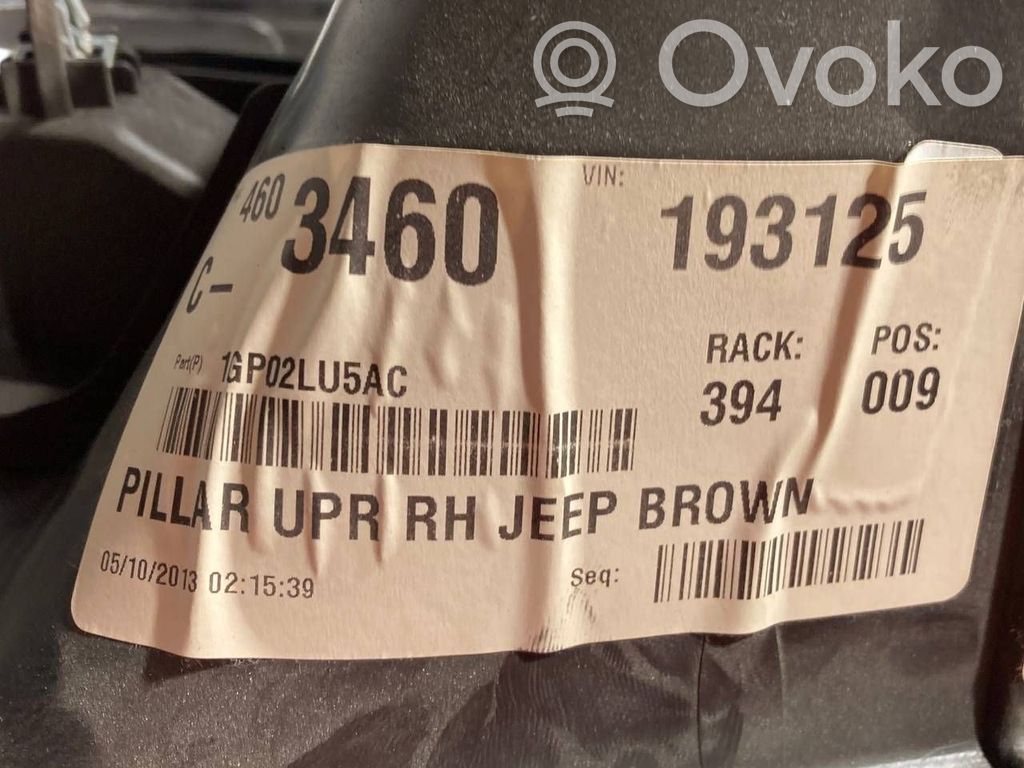 Ovoko
460 3460 VIN: 193125
C-
RACK: POS:
394 009
Part(P) 1GP02LU5AC
PILLAR UPR RH JEEP BROWN
05/10/2013 02:15:39 Seq: